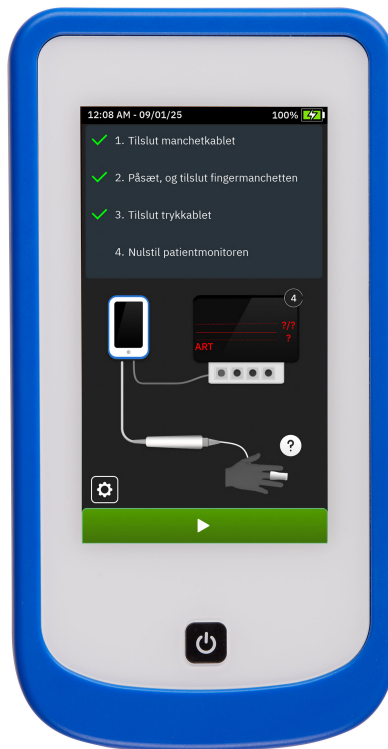 12:08 AM - 09/01/25 100%
1. Tilslut manchetkablet
2. Påsæt, og tilslut fingermanchetten
3. Tilslut trykkablet
4. Nulstil patientmonitoren
4
?/?
?
ART
?